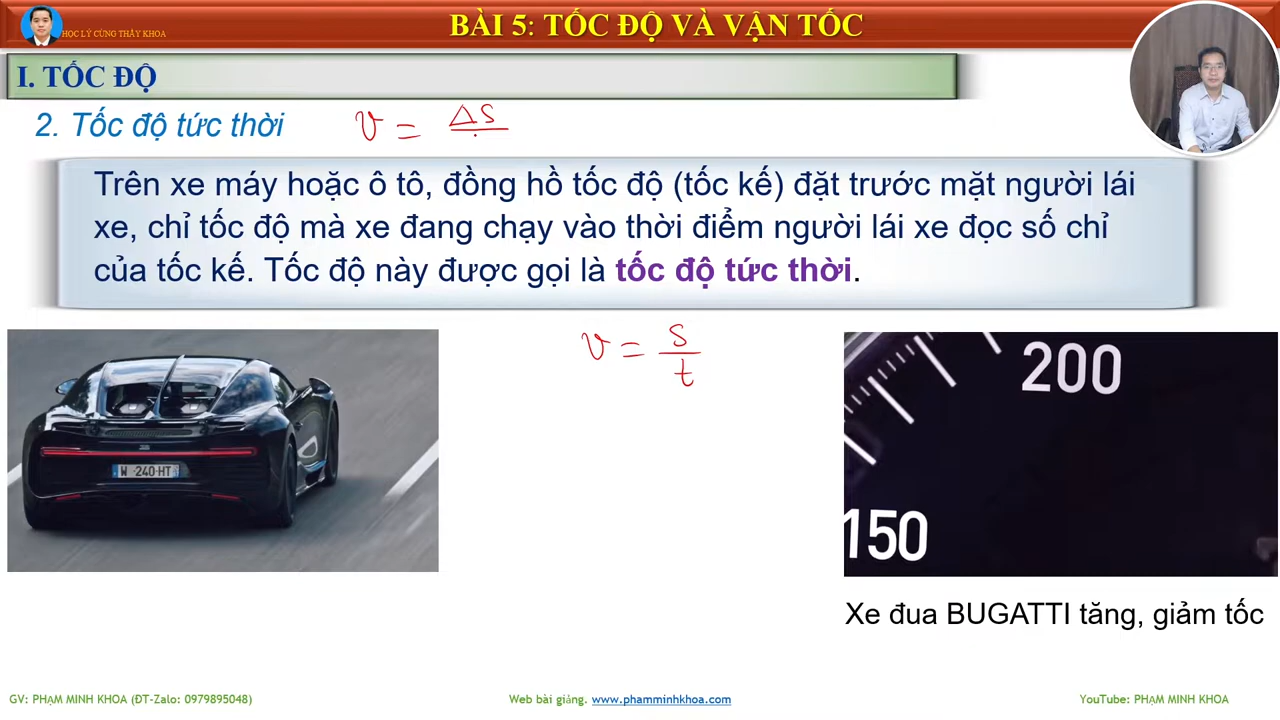 HỌC LÝ CÙNG THẦY KHOA
BÀI 5: TỐC ĐỘ VÀ VẬN TỐC
I. TỐC ĐỘ
2. Tốc độ tức thời
v = Δs
Trên xe máy hoặc ô tô, đồng hồ tốc độ (tốc kế) đặt trước mặt người lái
xe, chỉ tốc độ mà xe đang chạy vào thời điểm người lái xe đọc số chỉ
của tốc kế. Tốc độ này được gọi là tốc độ tức thời.
v = s/t
W 240-HT
200
150
Xe đua BUGATTI tăng, giảm tốc
GV: PHẠM MINH KHOA (ĐT-Zalo: 0979895048)
Web bài giảng. www.phamminhkhoa.com
YouTube: PHẠM MINH KHOA